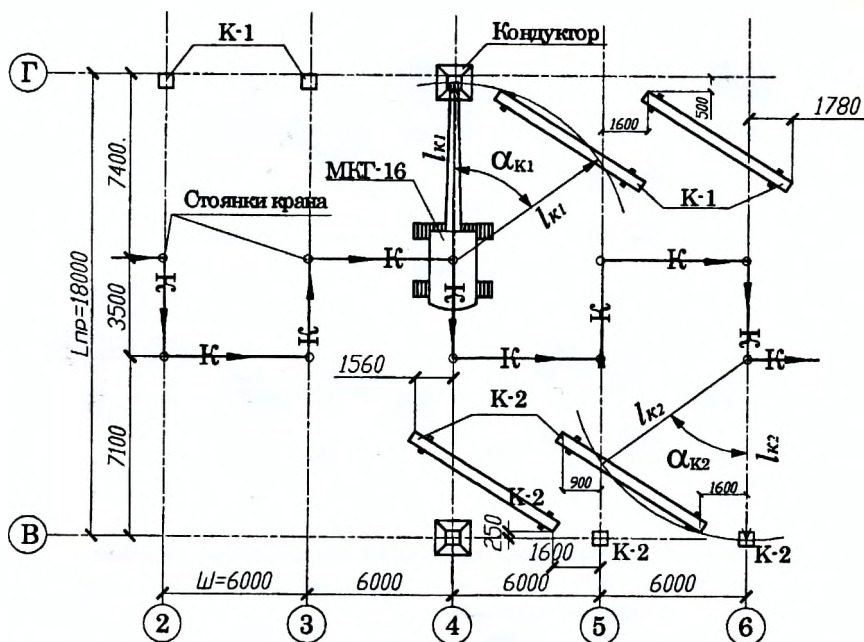 К-1
Кондуктор
Г
500
1780
1600
7400.
lк1
αк1
МКГ-16
К-1
lк1
Стоянки крана
К
К
К
К
К
К
Lпр=18000
3500
К
К
К
К
1560
К-2
lк2
αк2
lк2
7100
900
1600
К-2
250
В
К-2
К-2
1600
Ш=6000
6000
6000
6000
2
3
4
5
6